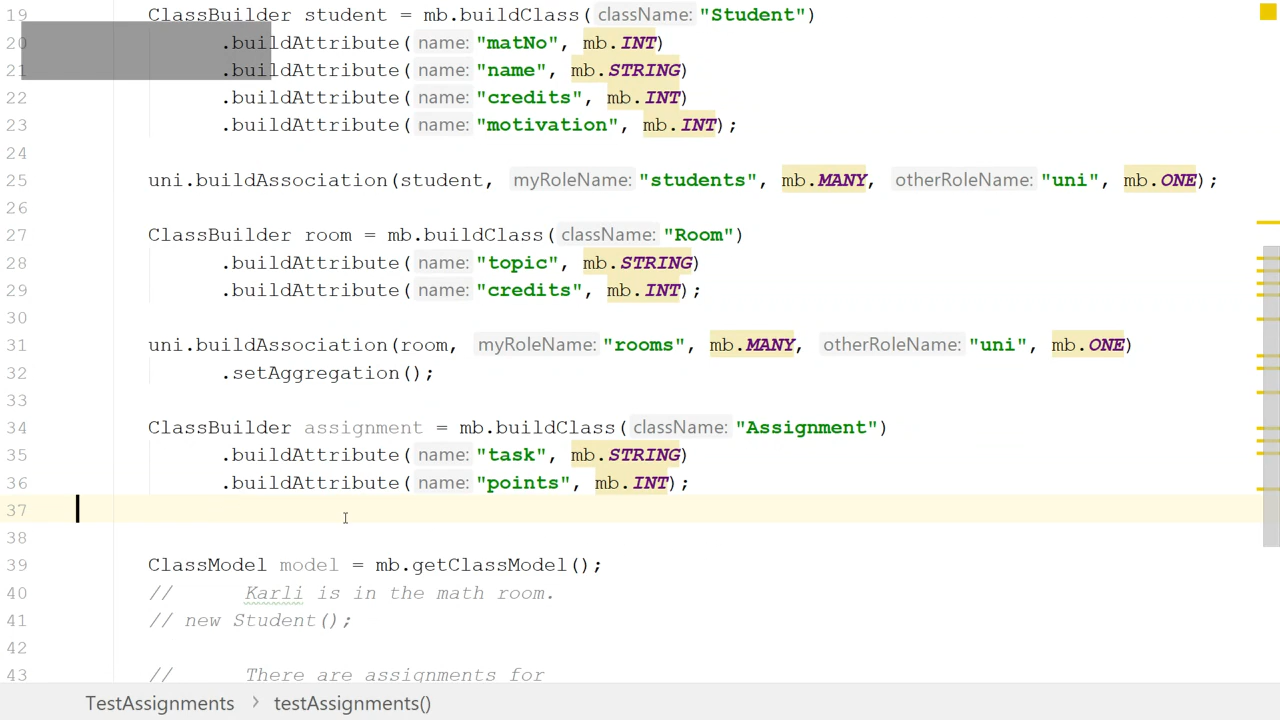 19 ClassBuilder student = mb.buildClass( className: "Student")
20 .buildAttribute( name: "matNo", mb.INT)
21 .buildAttribute( name: "name", mb.STRING)
22 .buildAttribute( name: "credits", mb.INT)
23 .buildAttribute( name: "motivation", mb.INT);
24
25 uni.buildAssociation(student, myRoleName: "students", mb.MANY, otherRoleName: "uni", mb.ONE);
26
27 ClassBuilder room = mb.buildClass( className: "Room")
28 .buildAttribute( name: "topic", mb.STRING)
29 .buildAttribute( name: "credits", mb.INT);
30
31 uni.buildAssociation(room, myRoleName: "rooms", mb.MANY, otherRoleName: "uni", mb.ONE)
32 .setAggregation();
33
34 ClassBuilder assignment = mb.buildClass( className: "Assignment")
35 .buildAttribute( name: "task", mb.STRING)
36 .buildAttribute( name: "points", mb.INT);
37
38
39 ClassModel model = mb.getClassModel();
40 // Karli is in the math room.
41 // new Student();
42
43 // There are assignments for
TestAssignments > testAssignments()